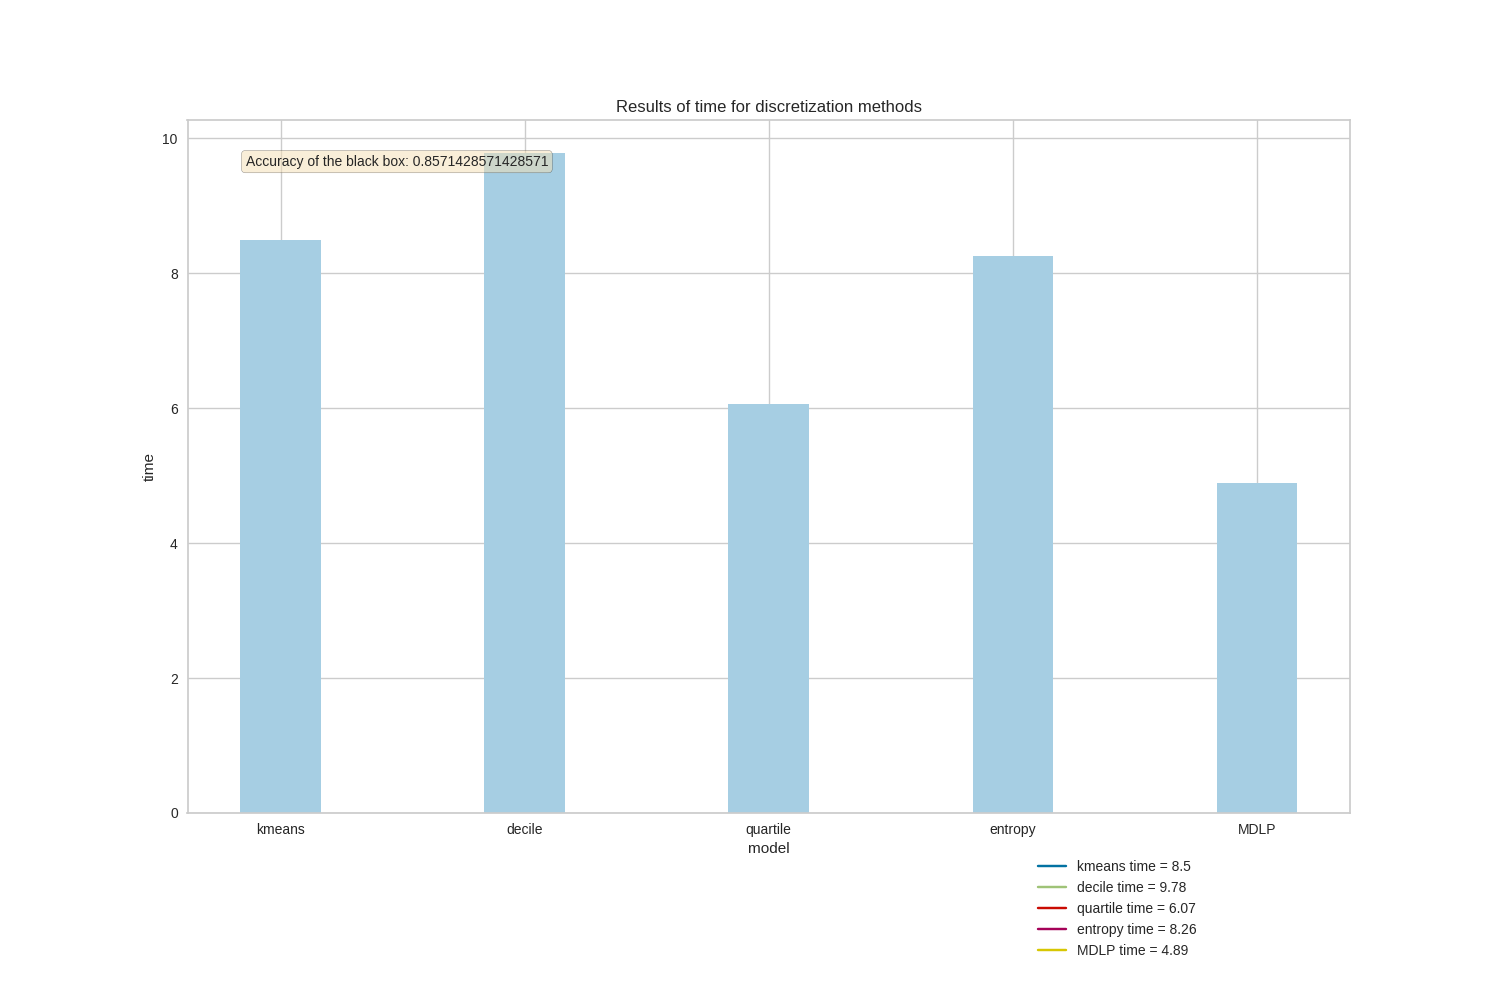 Results of time for discretization methods
10
Accuracy of the black box: 0.8571428571428571
8
6
time
4
2
0
kmeans decile quartile entropy MDLP
model
kmeans time = 8.5
decile time = 9.78
quartile time = 6.07
entropy time = 8.26
MDLP time = 4.89